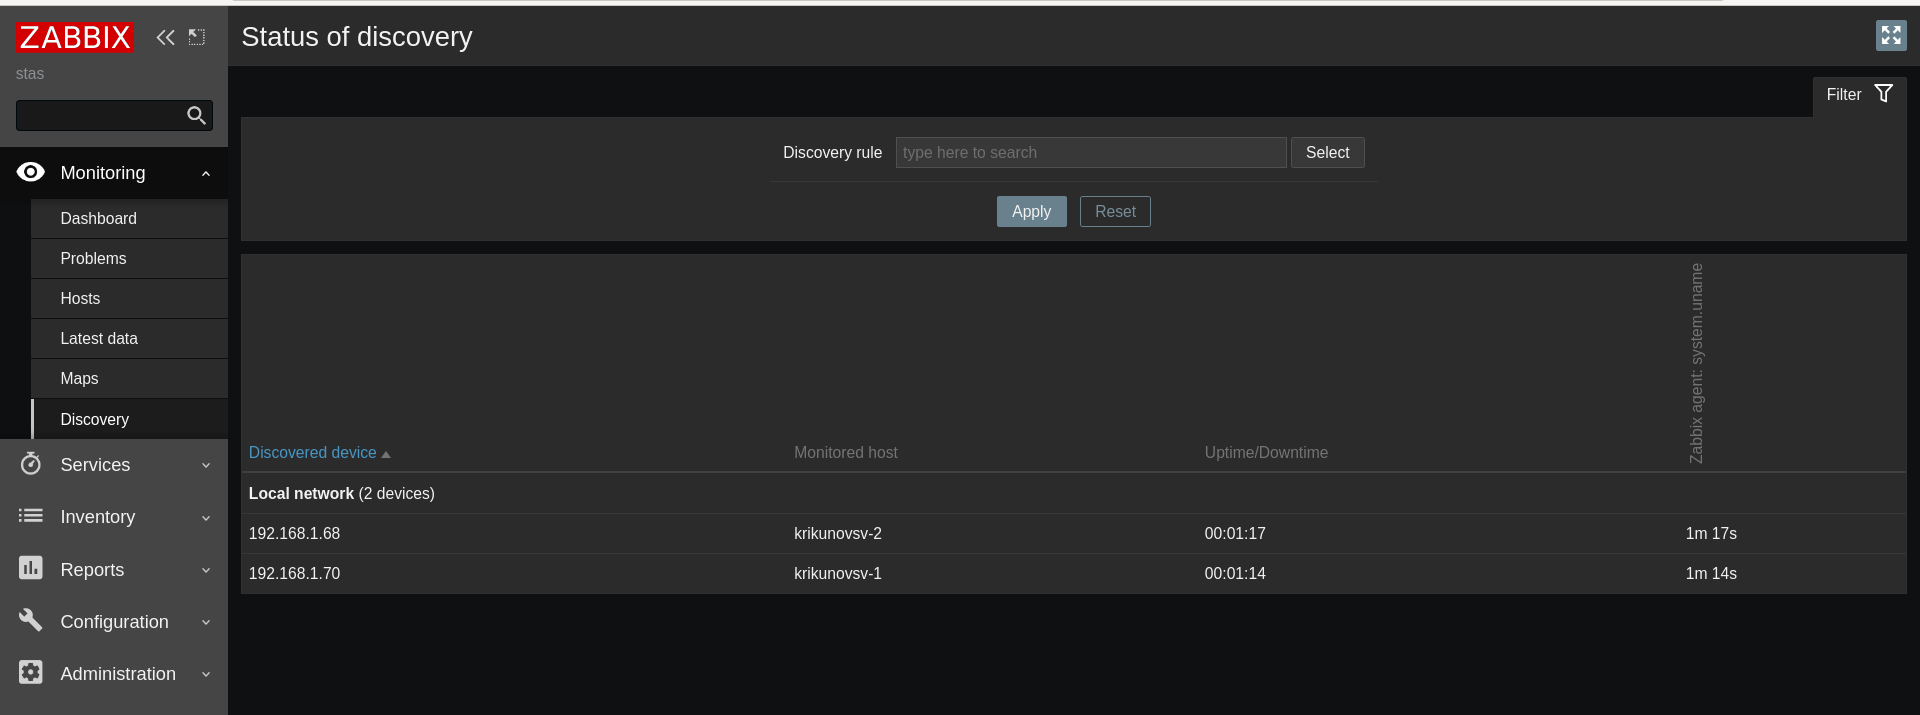 ZABBIX
stas
Monitoring
Dashboard
Problems
Hosts
Latest data
Maps
Discovery
Services
Inventory
Reports
Configuration
Administration
Status of discovery
Filter
Discovery rule type here to search Select
Apply Reset
Discovered device Monitored host Uptime/Downtime Zabbix agent: system.uname
Local network (2 devices)
192.168.1.68 krikunovsv-2 00:01:17 1m 17s
192.168.1.70 krikunovsv-1 00:01:14 1m 14s